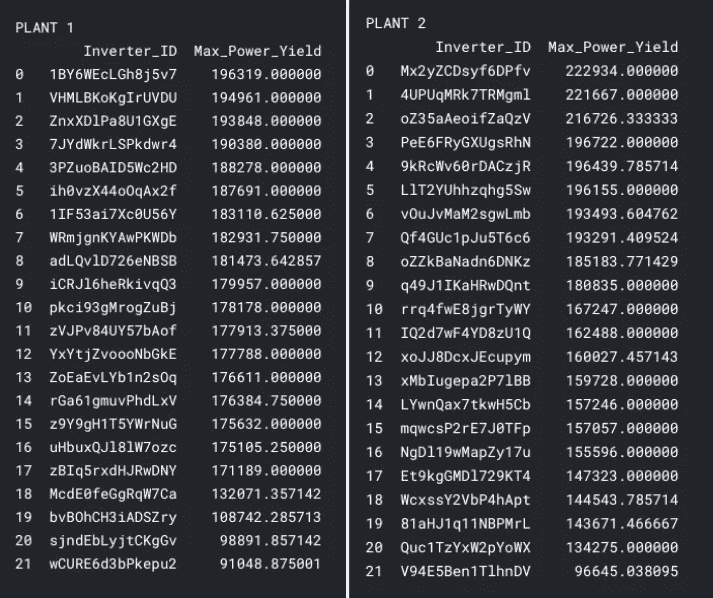 PLANT 1
Inverter_ID Max_Power_Yield
0 1BY6WEcLGh8j5v7 196319.000000
1 VHMLBKoKgIrUVDU 194961.000000
2 ZnxXDlPa8U1GXgE 193848.000000
3 7JYdWkrLSPkdwr4 190380.000000
4 3PZuoBAID5Wc2HD 188278.000000
5 ih0vzX44oOqAx2f 187691.000000
6 1IF53ai7Xc0U56Y 183110.625000
7 WRmjgnKYAwPKWDb 182931.750000
8 adLQvlD726eNBSB 181473.642857
9 iCRJl6heRkivqQ3 179957.000000
10 pkci93gMrogZuBj 178178.000000
11 zVJPv84UY57bAof 177913.375000
12 YxYtjZvoooNbGkE 177788.000000
13 ZoEaEvLYb1n2sOq 176611.000000
14 rGa61gmuvPhdLxV 176384.750000
15 z9Y9gH1T5YWrNuG 175632.000000
16 uHbuxQJl8lW7ozc 175105.250000
17 zBIq5rxdHJRwDNY 171189.000000
18 McdE0feGgRqW7Ca 132071.357142
19 bvBOhCH3iADSZry 108742.285713
20 sjndEbLyjtCKgGv 98891.857142
21 wCURE6d3bPkepu2 91048.875001
PLANT 2
Inverter_ID Max_Power_Yield
0 Mx2yZCDsyf6DPfv 222934.000000
1 4UPUqMRk7TRMgml 221667.000000
2 oZ35aAeoifZaQzV 216726.333333
3 PeE6FRyGXUgsRhN 196722.000000
4 9kRcWv60rDACzjR 196439.785714
5 LlT2YUhhzqhg5Sw 196155.000000
6 vOuJvMaM2sgwLmb 193493.604762
7 Qf4GUc1pJu5T6c6 193291.409524
8 oZZkBaNadn6DNKz 185183.771429
9 q49J1IKaHRwDQnt 180835.000000
10 rrq4fwE8jgrTyWY 167247.000000
11 IQ2d7wF4YD8zU1Q 162488.000000
12 xoJJ8DcxJEcupym 160027.457143
13 xMbIugepa2P7lBB 159728.000000
14 LYwnQax7tkwH5Cb 157246.000000
15 mqwcsP2rE7J0TFp 157057.000000
16 NgDl19wMapZy17u 155596.000000
17 Et9kgGMDl729KT4 147323.000000
18 WcxssY2VbP4hApt 144543.785714
19 81aHJ1q11NBPMrL 143671.466667
20 Quc1TzYxW2pYoWX 134275.000000
21 V94E5Ben1TlhnDV 96645.038095